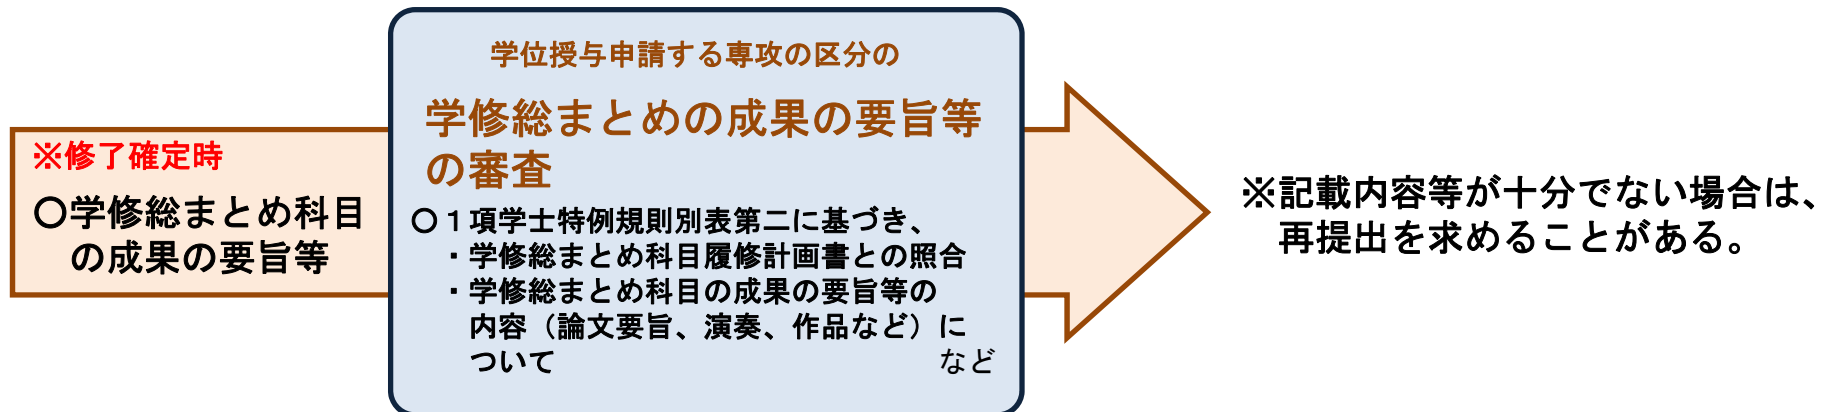 ※修了確定時
〇学修総まとめ科目
の成果の要旨等
学位授与申請する専攻の区分の
学修総まとめの成果の要旨等
の審査
〇１項学士特例規則別表第二に基づき、
・学修総まとめ科目履修計画書との照合
・学修総まとめ科目の成果の要旨等の
内容（論文要旨、演奏、作品など）に
ついて　など
※記載内容等が十分でない場合は、
再提出を求めることがある。